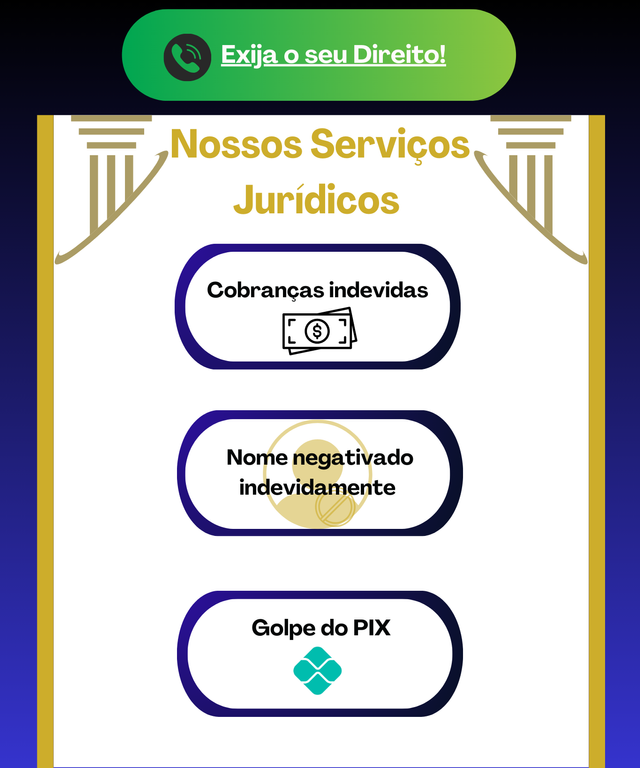 Exija o seu Direito!
Nossos Serviços
Jurídicos
Cobranças indevidas
$
Nome negativado
indevidamente
Golpe do PIX